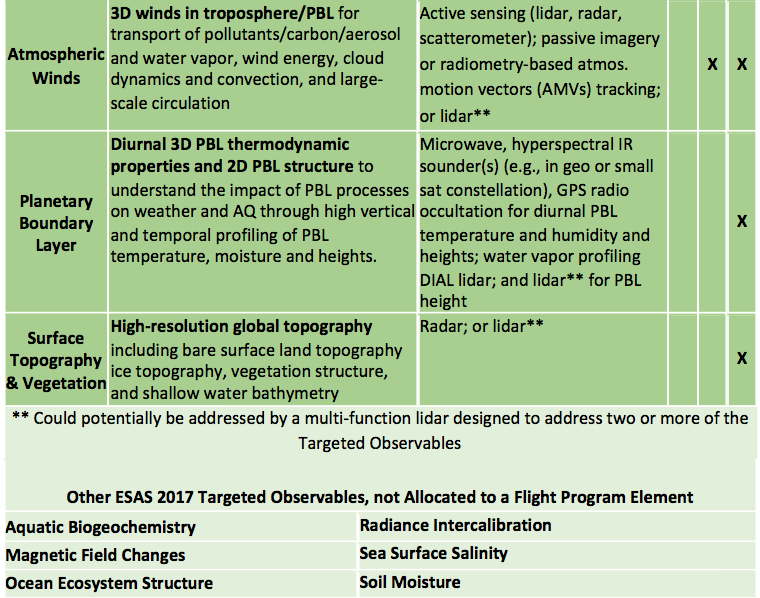 Atmospheric
Winds
3D winds in troposphere/PBL for
transport of pollutants/carbon/aerosol
and water vapor, wind energy, cloud
dynamics and convection, and large-
scale circulation
Active sensing (lidar, radar,
scatterometer); passive imagery
or radiometry-based atmos.
motion vectors (AMVs) tracking;
or lidar**
X X
Planetary
Boundary
Layer
Diurnal 3D PBL thermodynamic
properties and 2D PBL structure to
understand the impact of PBL processes
on weather and AQ through high vertical
and temporal profiling of PBL
temperature, moisture and heights.
Microwave, hyperspectral IR
sounder(s) (e.g., in geo or small
sat constellation), GPS radio
occultation for diurnal PBL
temperature and humidity and
heights; water vapor profiling
DIAL lidar; and lidar** for PBL
height
X
Surface
Topography
& Vegetation
High-resolution global topography
including bare surface land topography
ice topography, vegetation structure,
and shallow water bathymetry
Radar; or lidar**
X
** Could potentially be addressed by a multi-function lidar designed to address two or more of the
Targeted Observables
Other ESAS 2017 Targeted Observables, not Allocated to a Flight Program Element
Aquatic Biogeochemistry
Radiance Intercalibration
Magnetic Field Changes
Sea Surface Salinity
Ocean Ecosystem Structure
Soil Moisture